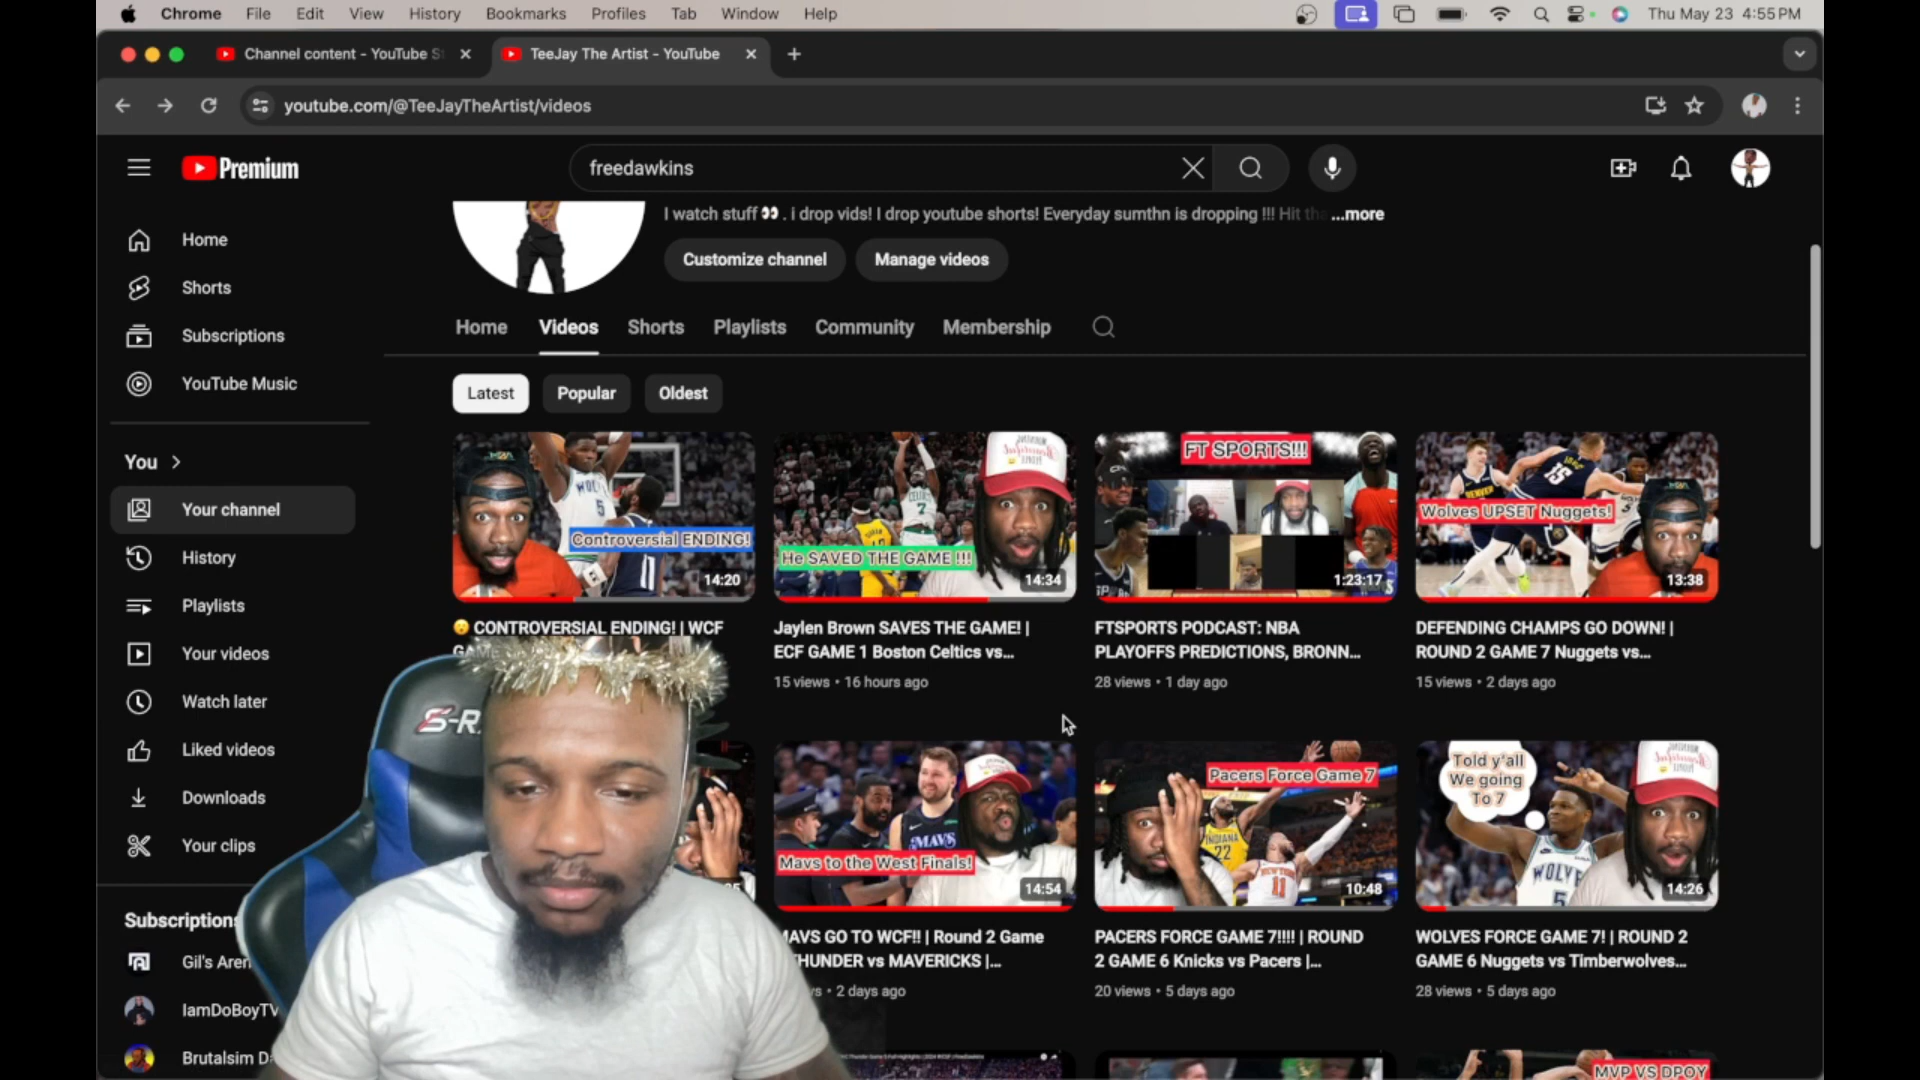 Chrome File Edit View History Bookmarks Profiles Tab Window Help Thu May 23 4:55 PM
Channel content - YouTube S
TeeJay The Artist - YouTube
youtube.com/@TeeJayTheArtist/videos
Premium
freedawkins
I watch stuff 👀 . i drop vids! I drop youtube shorts! Everyday sumthn is dropping !!! Hit th ...more
Customize channel
Manage videos
Home Videos Shorts Playlists Community Membership
Latest Popular Oldest
Home
Shorts
Subscriptions
YouTube Music
You
Your channel
History
Playlists
Your videos
Watch later
Liked videos
Downloads
Your clips
Subscriptions
Gil's Aren
IamDoBoyTV
Brutalsim D
Controversial ENDING!
14:20
😯 CONTROVERSIAL ENDING! | WCF
He SAVED THE GAME !!!
14:34
Jaylen Brown SAVES THE GAME! |
ECF GAME 1 Boston Celtics vs...
15 views • 16 hours ago
FT SPORTS!!!
1:23:17
FTSPORTS PODCAST: NBA
PLAYOFFS PREDICTIONS, BRONN...
28 views • 1 day ago
Wolves UPSET Nuggets!
13:38
DEFENDING CHAMPS GO DOWN! |
ROUND 2 GAME 7 Nuggets vs...
15 views • 2 days ago
S-R
Mavs to the West Finals!
MAVS
14:54
AVS GO TO WCF!! | Round 2 Game
HUNDER vs MAVERICKS |...
2 days ago
Pacers Force Game 7
INDIANA
22
11
10:48
PACERS FORCE GAME 7!!!! | ROUND
2 GAME 6 Knicks vs Pacers |...
20 views • 5 days ago
Told y'all
We going
To 7
WOLVE
5
14:26
WOLVES FORCE GAME 7! | ROUND 2
GAME 6 Nuggets vs Timberwolves...
28 views • 5 days ago
MVP VS DPOY